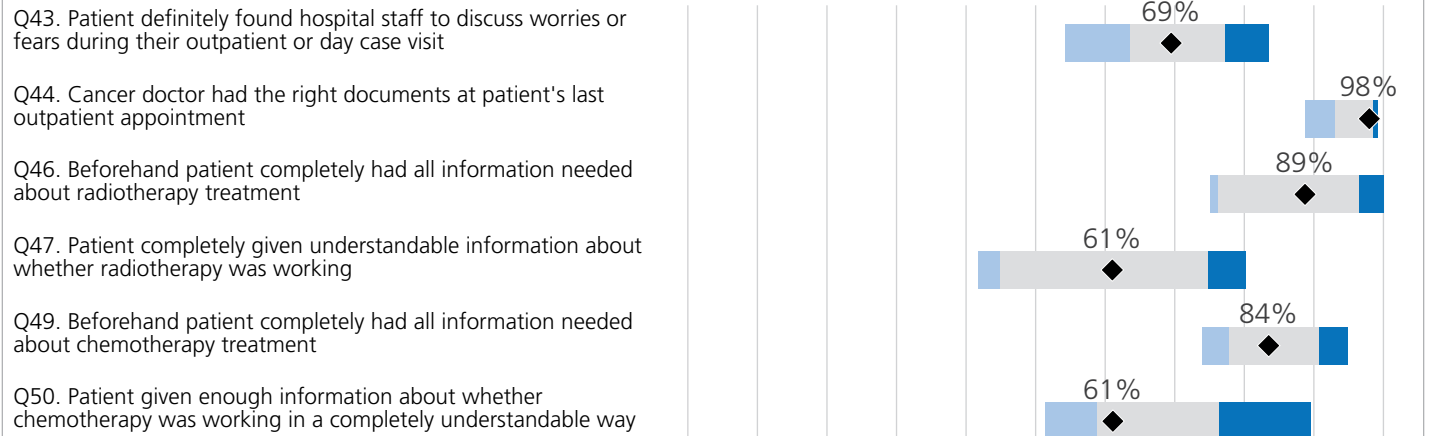 Q43. Patient definitely found hospital staff to discuss worries or
fears during their outpatient or day case visit
69%
Q44. Cancer doctor had the right documents at patient's last
outpatient appointment
98%
Q46. Beforehand patient completely had all information needed
about radiotherapy treatment
89%
Q47. Patient completely given understandable information about
whether radiotherapy was working
61%
Q49. Beforehand patient completely had all information needed
about chemotherapy treatment
84%
Q50. Patient given enough information about whether
chemotherapy was working in a completely understandable way
61%